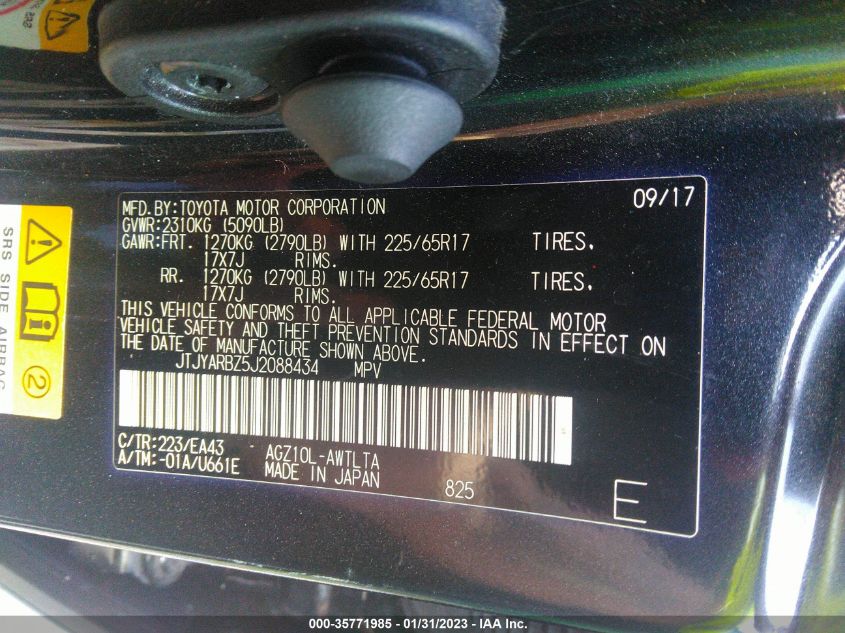 MFD.BY:TOYOTA MOTOR CORPORATION 09/17
GVWR:2310KG (5090LB)
GAWR:FRT. 1270KG (2790LB) WITH 225/65R17 TIRES,
17X7J RIMS.
RR. 1270KG (2790LB) WITH 225/65R17 TIRES,
17X7J RIMS.
THIS VEHICLE CONFORMS TO ALL APPLICABLE FEDERAL MOTOR
VEHICLE SAFETY AND THEFT PREVENTION STANDARDS IN EFFECT ON
THE DATE OF MANUFACTURE SHOWN ABOVE.
JTJYARBZ5J2088434 MPV
C/TR:223/EA43 AGZ10L-AWTLTA
A/TM:-01A/U661E MADE IN JAPAN 825
E
SRS SIDE AIRBAG
2
000-35771985 / 01/31/2023 - IAA Inc.